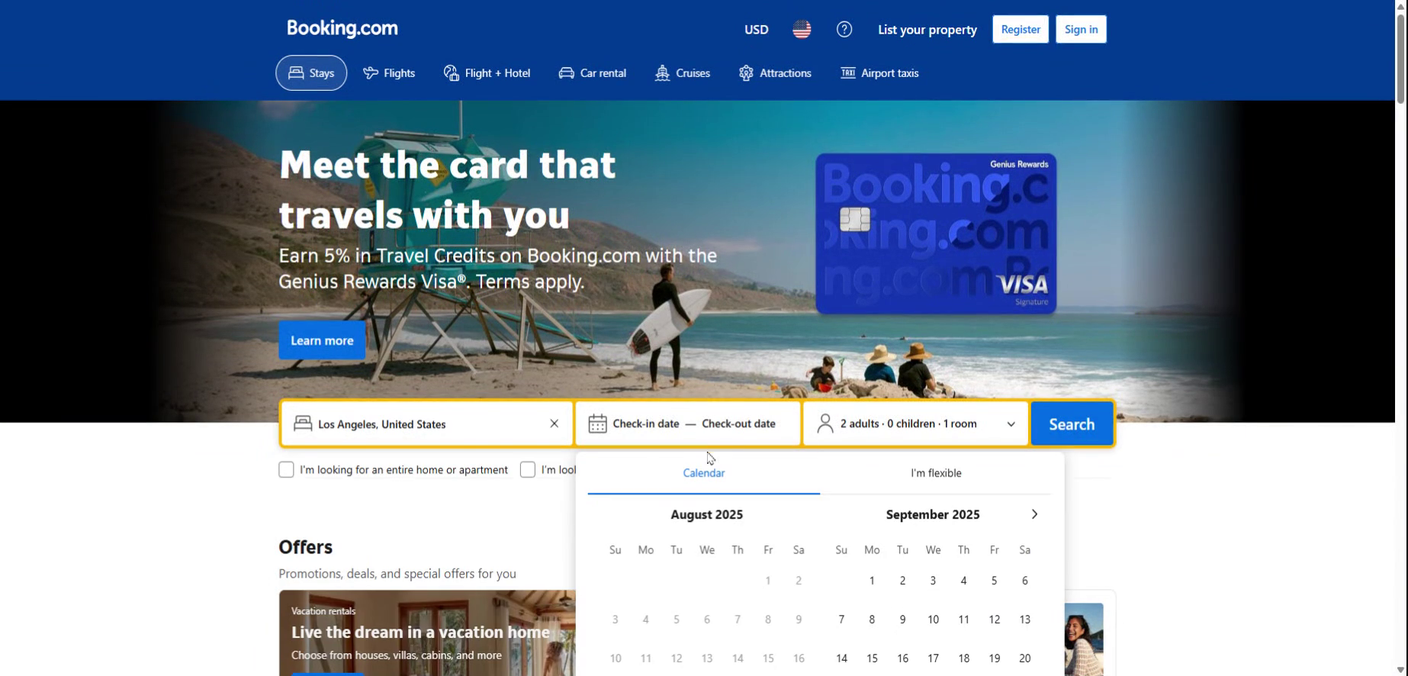 Booking.com
USD
List your property
Register
Sign in
Stays
Flights
Flight + Hotel
Car rental
Cruises
Attractions
TAXI
Airport taxis
Meet the card that
travels with you
Earn 5% in Travel Credits on Booking.com with the
Genius Rewards Visa®. Terms apply.
Learn more
Genius Rewards
Booking.c
oking.com
VISA
Signature
Los Angeles, United States
Check-in date — Check-out date
2 adults · 0 children · 1 room
Search
I'm looking for an entire home or apartment
I'm lool
Calendar
I'm flexible
August 2025
Su Mo Tu We Th Fr Sa
1 2
3 4 5 6 7 8 9
10 11 12 13 14 15 16
September 2025
Su Mo Tu We Th Fr Sa
1 2 3 4 5 6
7 8 9 10 11 12 13
14 15 16 17 18 19 20
Offers
Promotions, deals, and special offers for you
Vacation rentals
Live the dream in a vacation home
Choose from houses, villas, cabins, and more